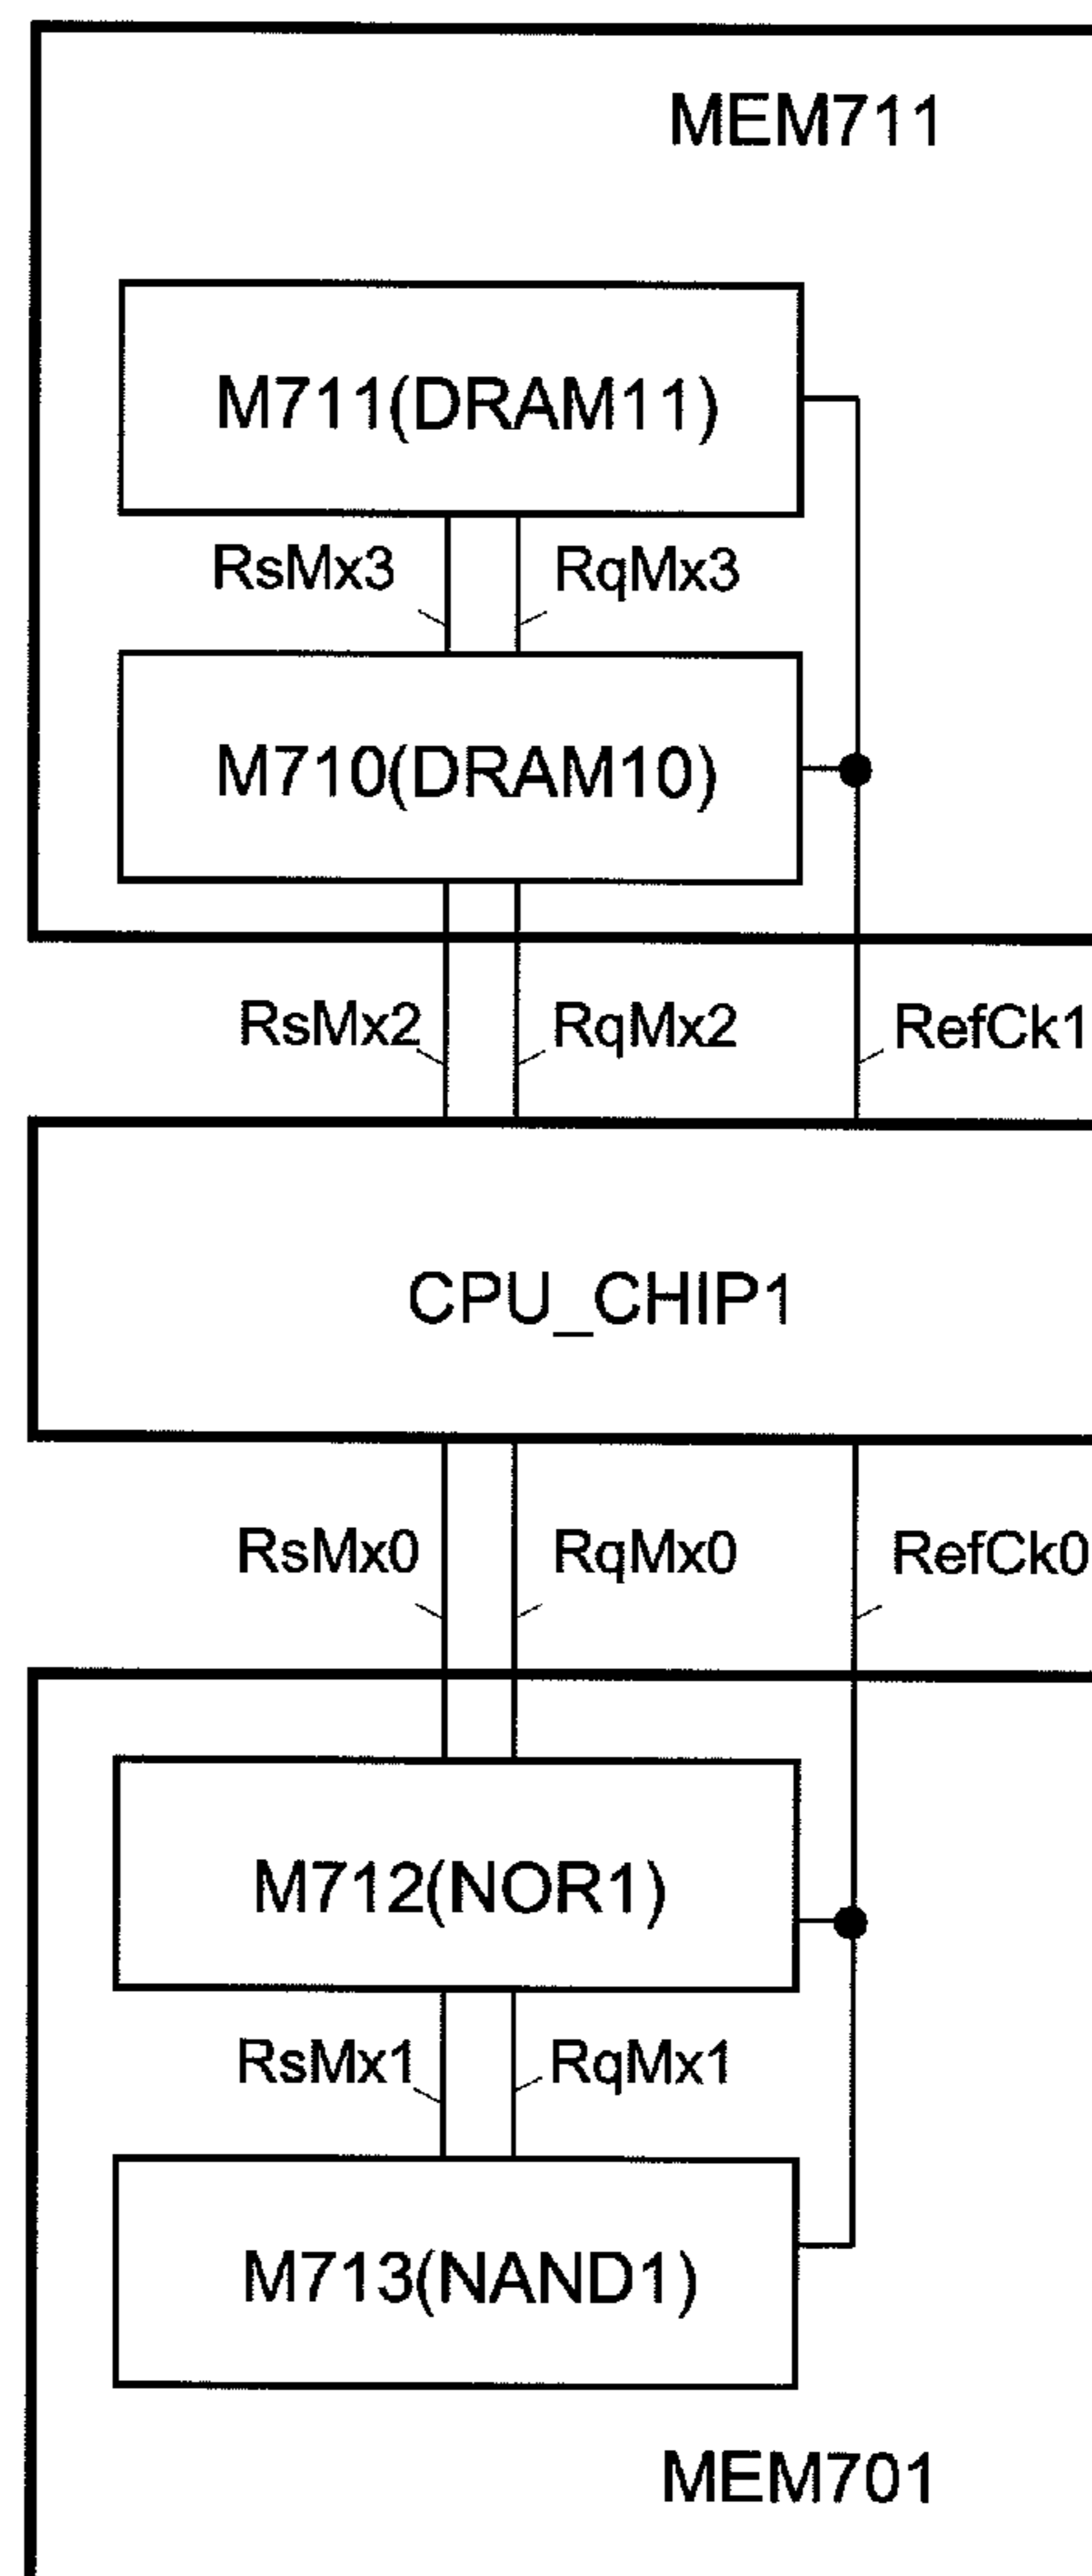 MEM711
M711(DRAM11)
RsMx3 RqMx3
M710(DRAM10)
RsMx2 RqMx2 RefCk1
CPU_CHIP1
RsMx0 RqMx0 RefCk0
M712(NOR1)
RsMx1 RqMx1
M713(NAND1)
MEM701